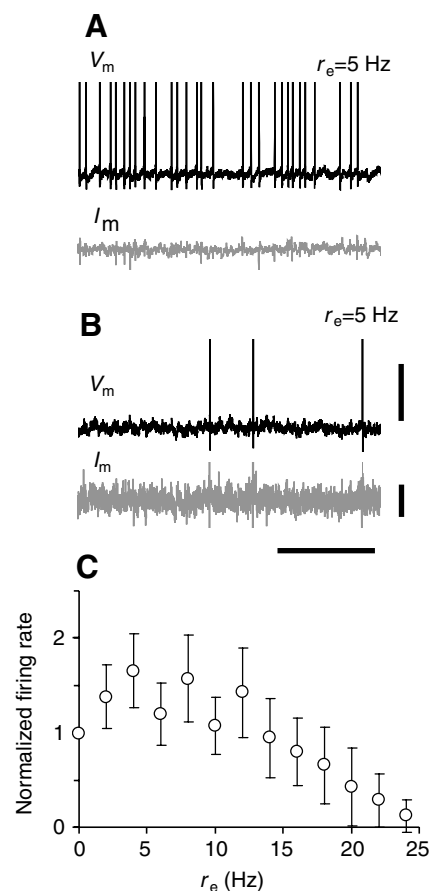 A
Vm
re=5 Hz
Im
B
re=5 Hz
Vm
Im
C
Normalized firing rate
2
1
0
0 5 10 15 20 25
re (Hz)